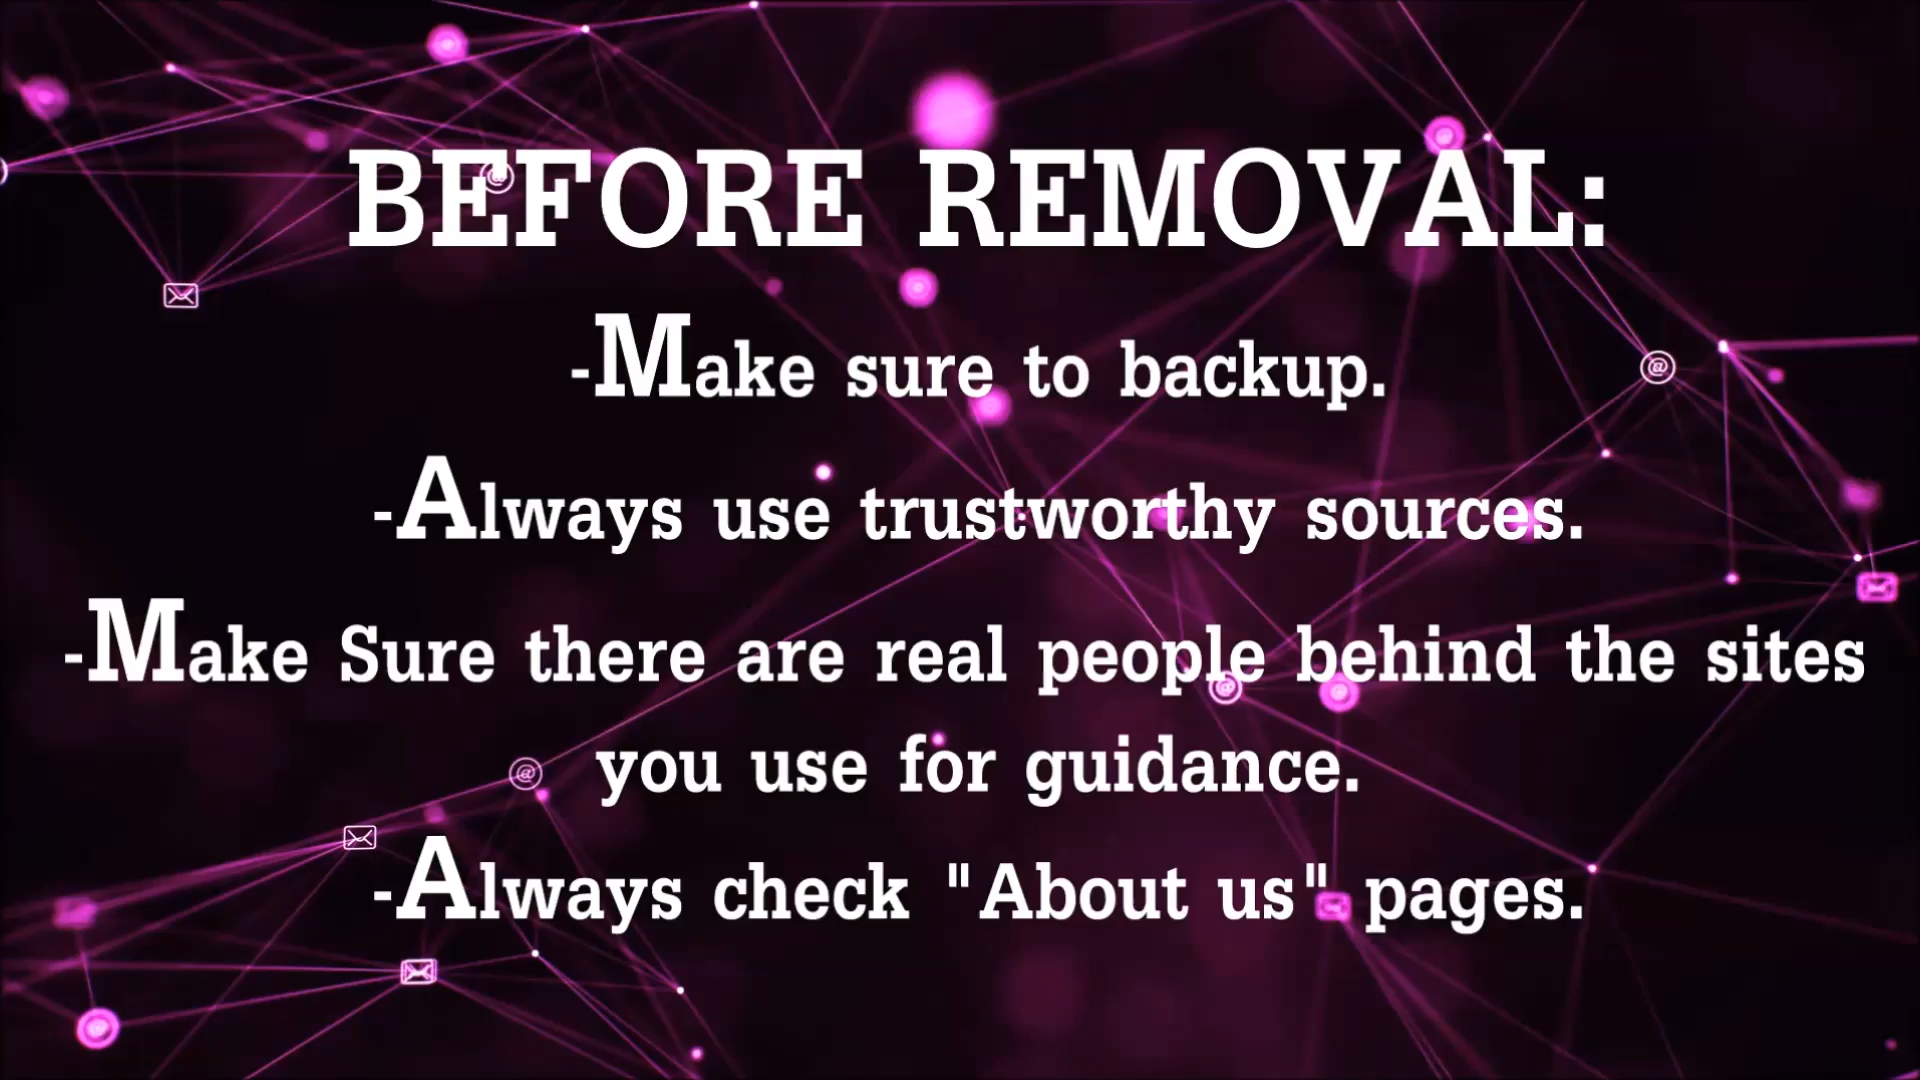 BEFORE REMOVAL:
-Make sure to backup.
-Always use trustworthy sources.
-Make Sure there are real people behind the sites
you use for guidance.
-Always check "About us" pages.